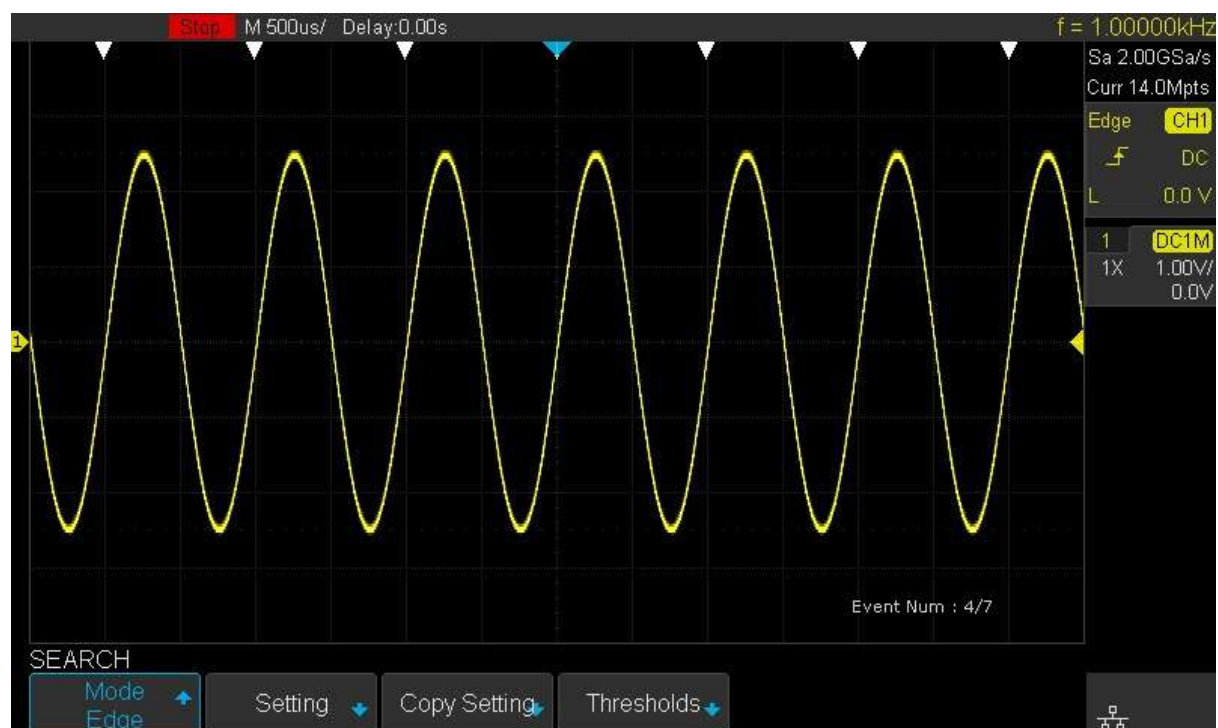 Stop M 500us/ Delay:0.00s f = 1.00000kHz
Sa 2.00GSa/s
Curr 14.0Mpts
Edge CH1
DC
L 0.0 V
1 DC1M
1X 1.00V/
0.0V
1
Event Num : 4/7
SEARCH
Mode
Edge
Setting
Copy Setting
Thresholds